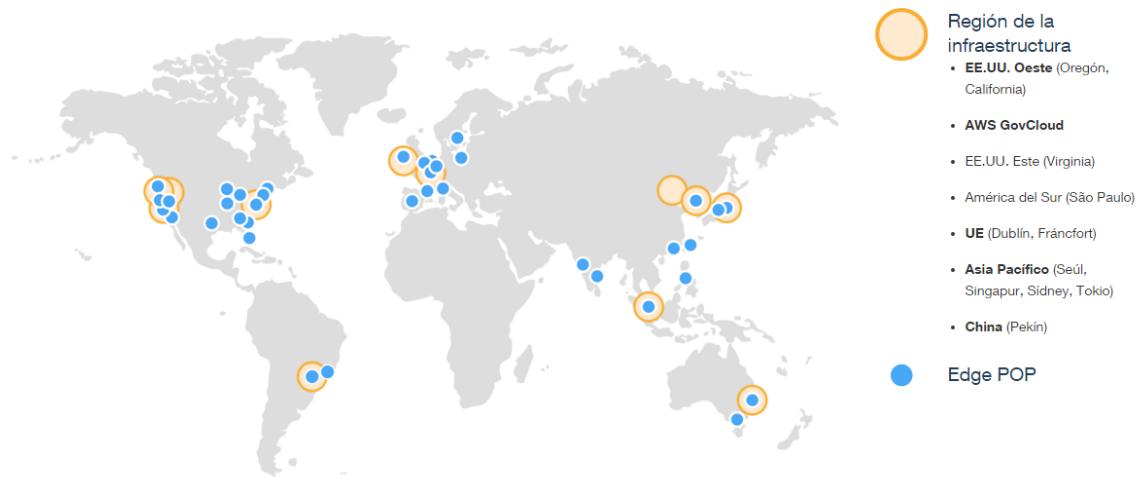 Región de la
infraestructura
• EE.UU. Oeste (Oregón,
California)
• AWS GovCloud
• EE.UU. Este (Virginia)
• América del Sur (São Paulo)
• UE (Dublín, Fráncfort)
• Asia Pacífico (Seúl,
Singapur, Sídney, Tokio)
• China (Pekín)
Edge POP